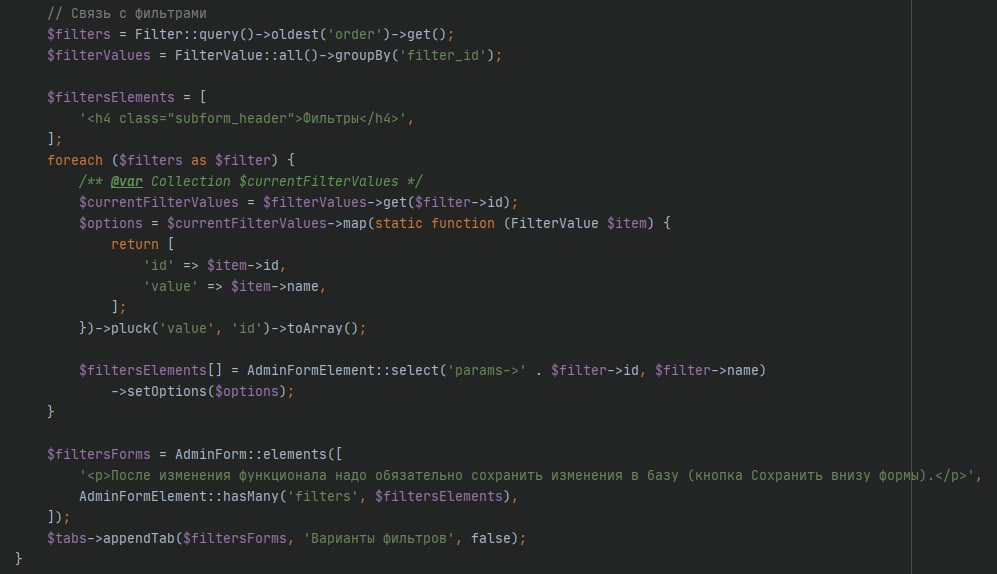 // Связь с фильтрами
$filters = Filter::query()->oldest('order')->get();
$filterValues = FilterValue::all()->groupBy('filter_id');
$filtersElements = [
'<h4 class="subform_header">Фильтры</h4>',
];
foreach ($filters as $filter) {
/** @var Collection $currentFilterValues */
$currentFilterValues = $filterValues->get($filter->id);
$options = $currentFilterValues->map(static function (FilterValue $item) {
return [
'id' => $item->id,
'value' => $item->name,
];
})->pluck('value', 'id')->toArray();
$filtersElements[] = AdminFormElement::select('params->' . $filter->id, $filter->name)
->setOptions($options);
}
$filtersForms = AdminForm::elements([
'<p>После изменения функционала надо обязательно сохранить изменения в базу (кнопка Сохранить внизу формы).</p>',
AdminFormElement::hasMany('filters', $filtersElements),
]);
$tabs->appendTab($filtersForms, 'Варианты фильтров', false);
}